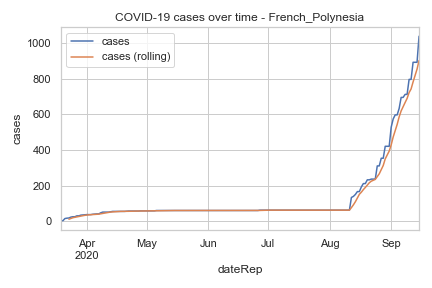 COVID-19 cases over time - French_Polynesia
cases
cases (rolling)
1000
800
600
400
200
0
cases
Apr
2020
May
Jun
Jul
Aug
Sep
dateRep